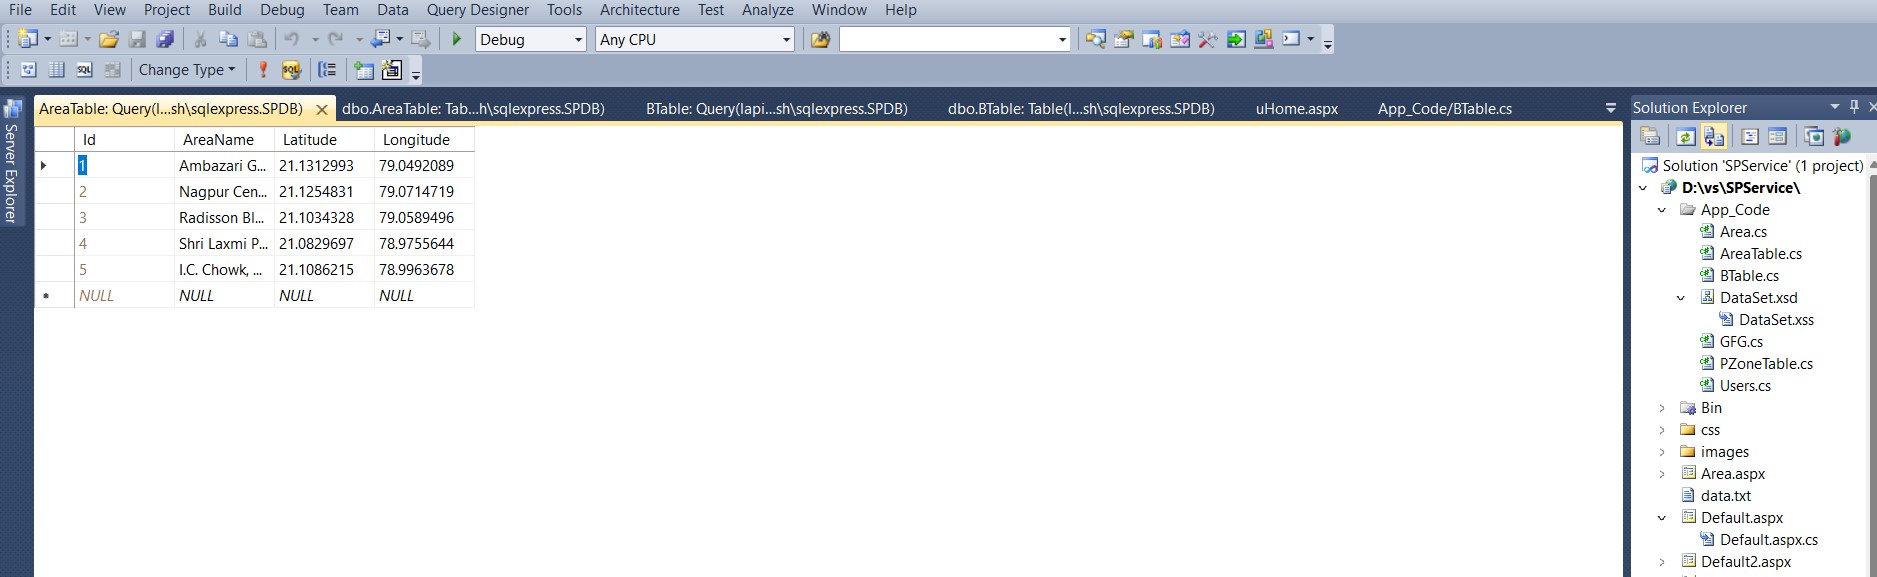 File Edit View Project Build Debug Team Data Query Designer Tools Architecture Test Analyze Window Help
Debug Any CPU
SQL Change Type SQL
AreaTable: Query(l...sh\sqlexpress.SPDB) dbo.AreaTable: Tab...h\sqlexpress.SPDB) BTable: Query(lapi...sh\sqlexpress.SPDB) dbo.BTable: Table(l...sh\sqlexpress.SPDB) uHome.aspx App_Code/BTable.cs
Server Explorer
Id AreaName Latitude Longitude
1 Ambazari G... 21.1312993 79.0492089
2 Nagpur Cen... 21.1254831 79.0714719
3 Radisson Bl... 21.1034328 79.0589496
4 Shri Laxmi P... 21.0829697 78.9755644
5 I.C. Chowk, ... 21.1086215 78.9963678
NULL NULL NULL NULL
Solution Explorer
Solution 'SPService' (1 project)
D:\vs\SPService\
App_Code
Area.cs
AreaTable.cs
BTable.cs
DataSet.xsd
DataSet.xss
GFG.cs
PZoneTable.cs
Users.cs
Bin
css
images
Area.aspx
data.txt
Default.aspx
Default.aspx.cs
Default2.aspx